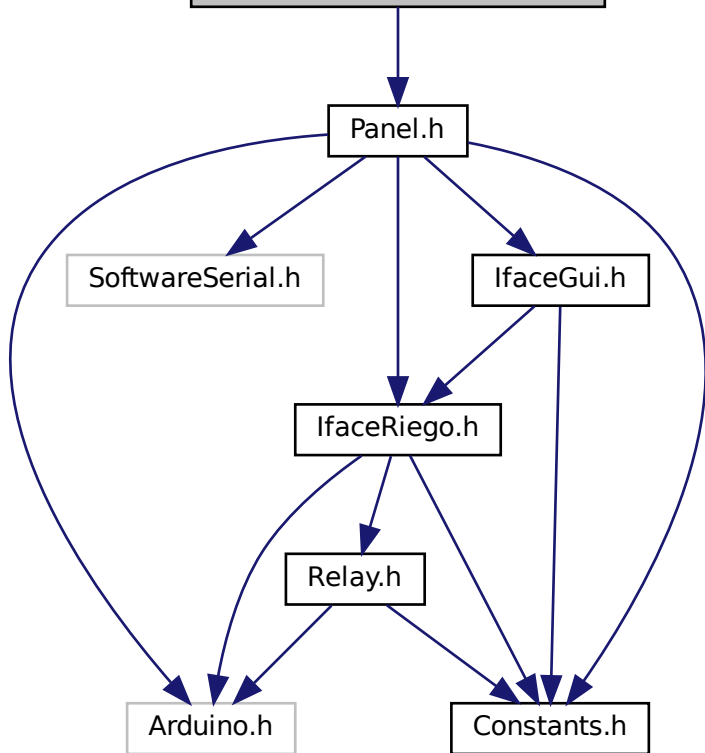 Panel.h
SoftwareSerial.h
IfaceGui.h
IfaceRiego.h
Relay.h
Arduino.h
Constants.h